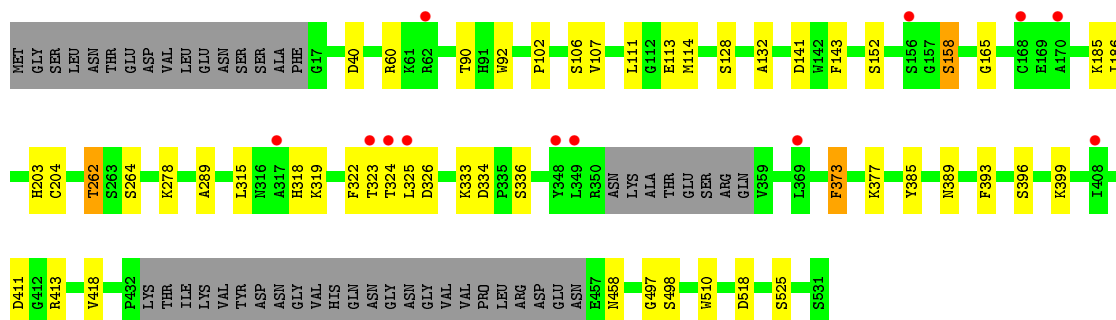 MET GLY SER LEU ASN THR GLU ASP VAL LEU GLU ASN SER SER ALA PHE G17 D40 R60 K61 R62 T90 H91 W92 P102 S106 V107 L111 G112 E113 M114 S128 A132 D141 W142 F143 S152 S156 G157 S158 G165 C168 E169 A170 K185 I186
H203 C204 T262 S263 S264 K278 A289 L315 N316 A317 H318 K319 F322 T323 T324 L325 D326 K333 D334 P335 S336 Y348 L349 R350 ASN LYS ALA THR GLU SER ARG GLN V359 L369 F373 K377 Y385 N389 F393 S396 K399 I408
D411 G412 R413 V418 P432 LYS THR ILE LYS VAL TYR ASP ASN GLY VAL HIS GLN ASN GLY ASN GLY VAL VAL PRO LEU ARG ASP GLU ASN E457 N458 G497 S498 W510 D518 S525 S531